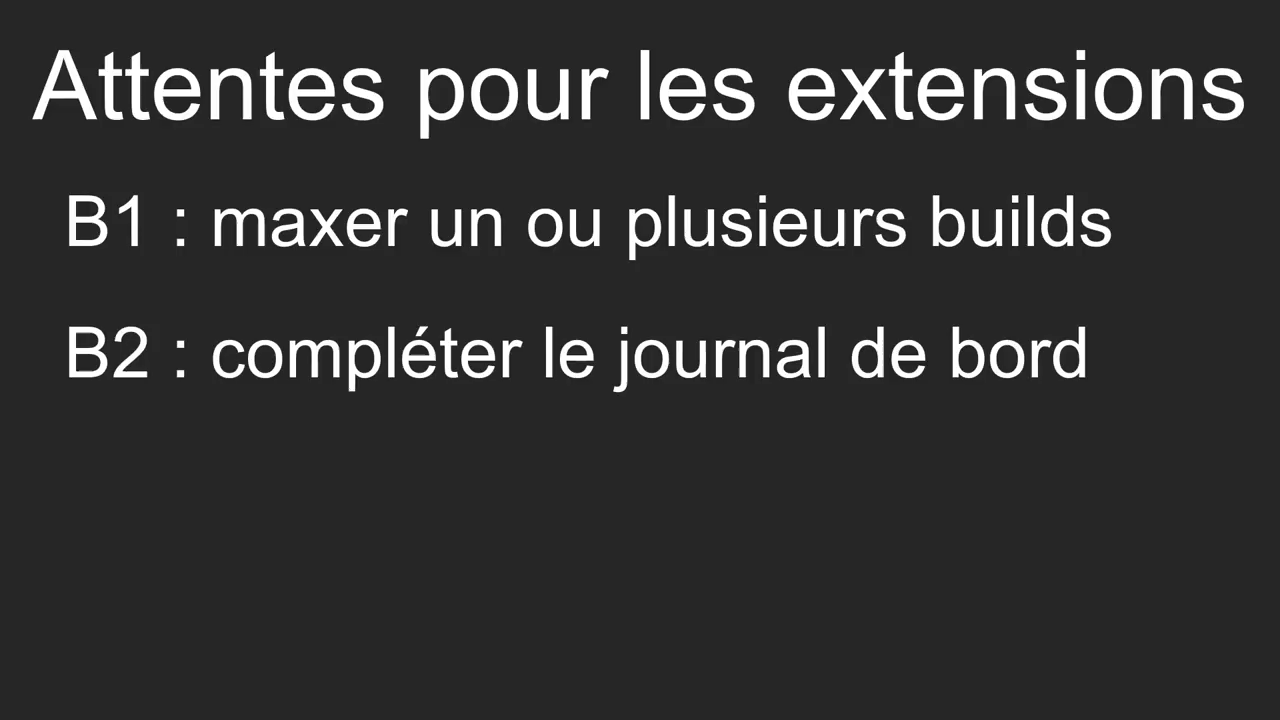 Attentes pour les extensions
B1 : maxer un ou plusieurs builds
B2 : compléter le journal de bord